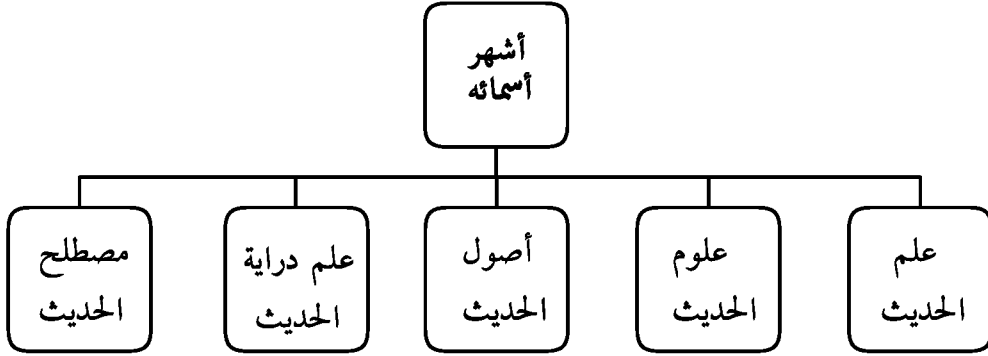 أشهر
أسمائه
علم
الحديث
علوم
الحديث
أصول
الحديث
علم دراية
الحديث
مصطلح
الحديث